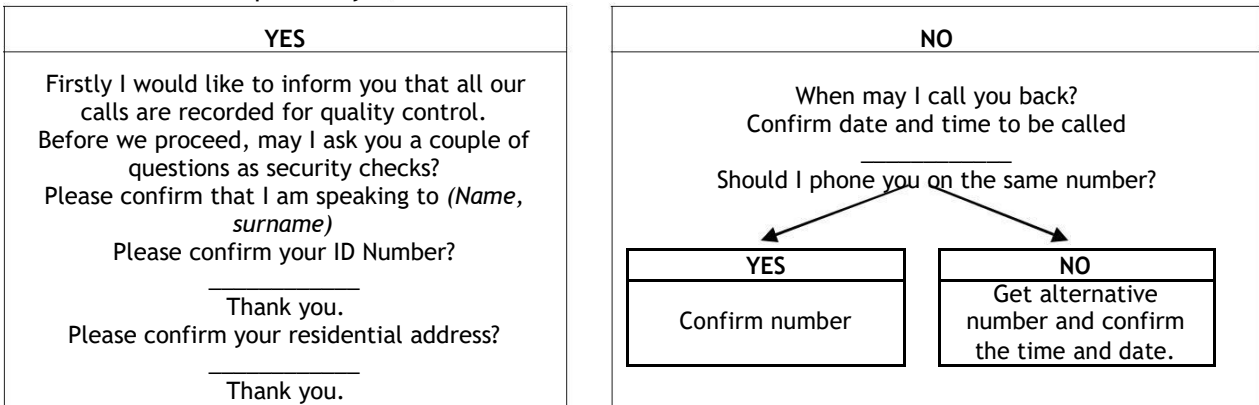 YES
Firstly I would like to inform you that all our
calls are recorded for quality control.
Before we proceed, may I ask you a couple of
questions as security checks?
Please confirm that I am speaking to (Name,
surname)
Please confirm your ID Number?
____________
Thank you.
Please confirm your residential address?
____________
Thank you.
NO
When may I call you back?
Confirm date and time to be called
____________
Should I phone you on the same number?
YES
Confirm number
NO
Get alternative
number and confirm
the time and date.